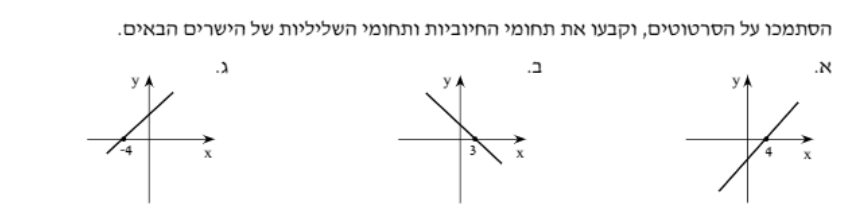 הסתמכו על הסרטוטים, וקבעו את תחומי החיוביות ותחומי השליליות של הישרים הבאים.
א.
y
4
x
ב.
y
3
x
ג.
y
-4
x